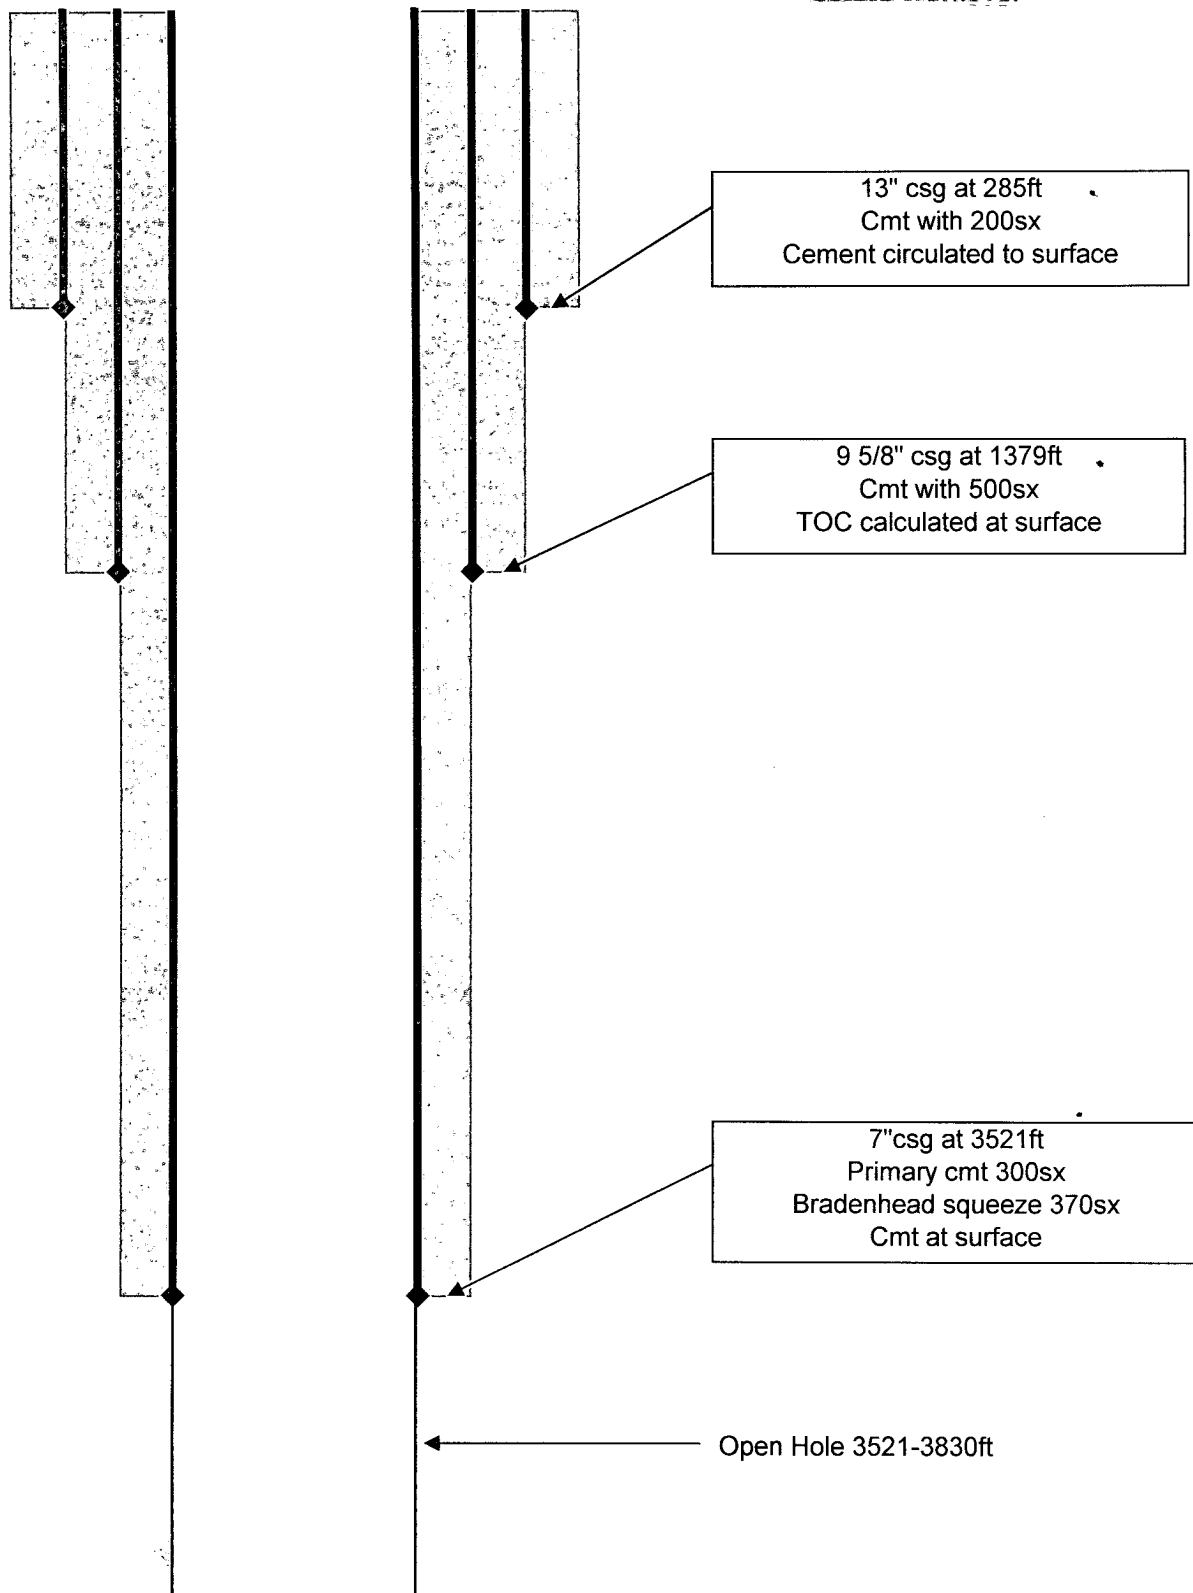 13" csg at 285ft
Cmt with 200sx
Cement circulated to surface
9 5/8" csg at 1379ft
Cmt with 500sx
TOC calculated at surface
7"csg at 3521ft
Primary cmt 300sx
Bradenhead squeeze 370sx
Cmt at surface
Open Hole 3521-3830ft